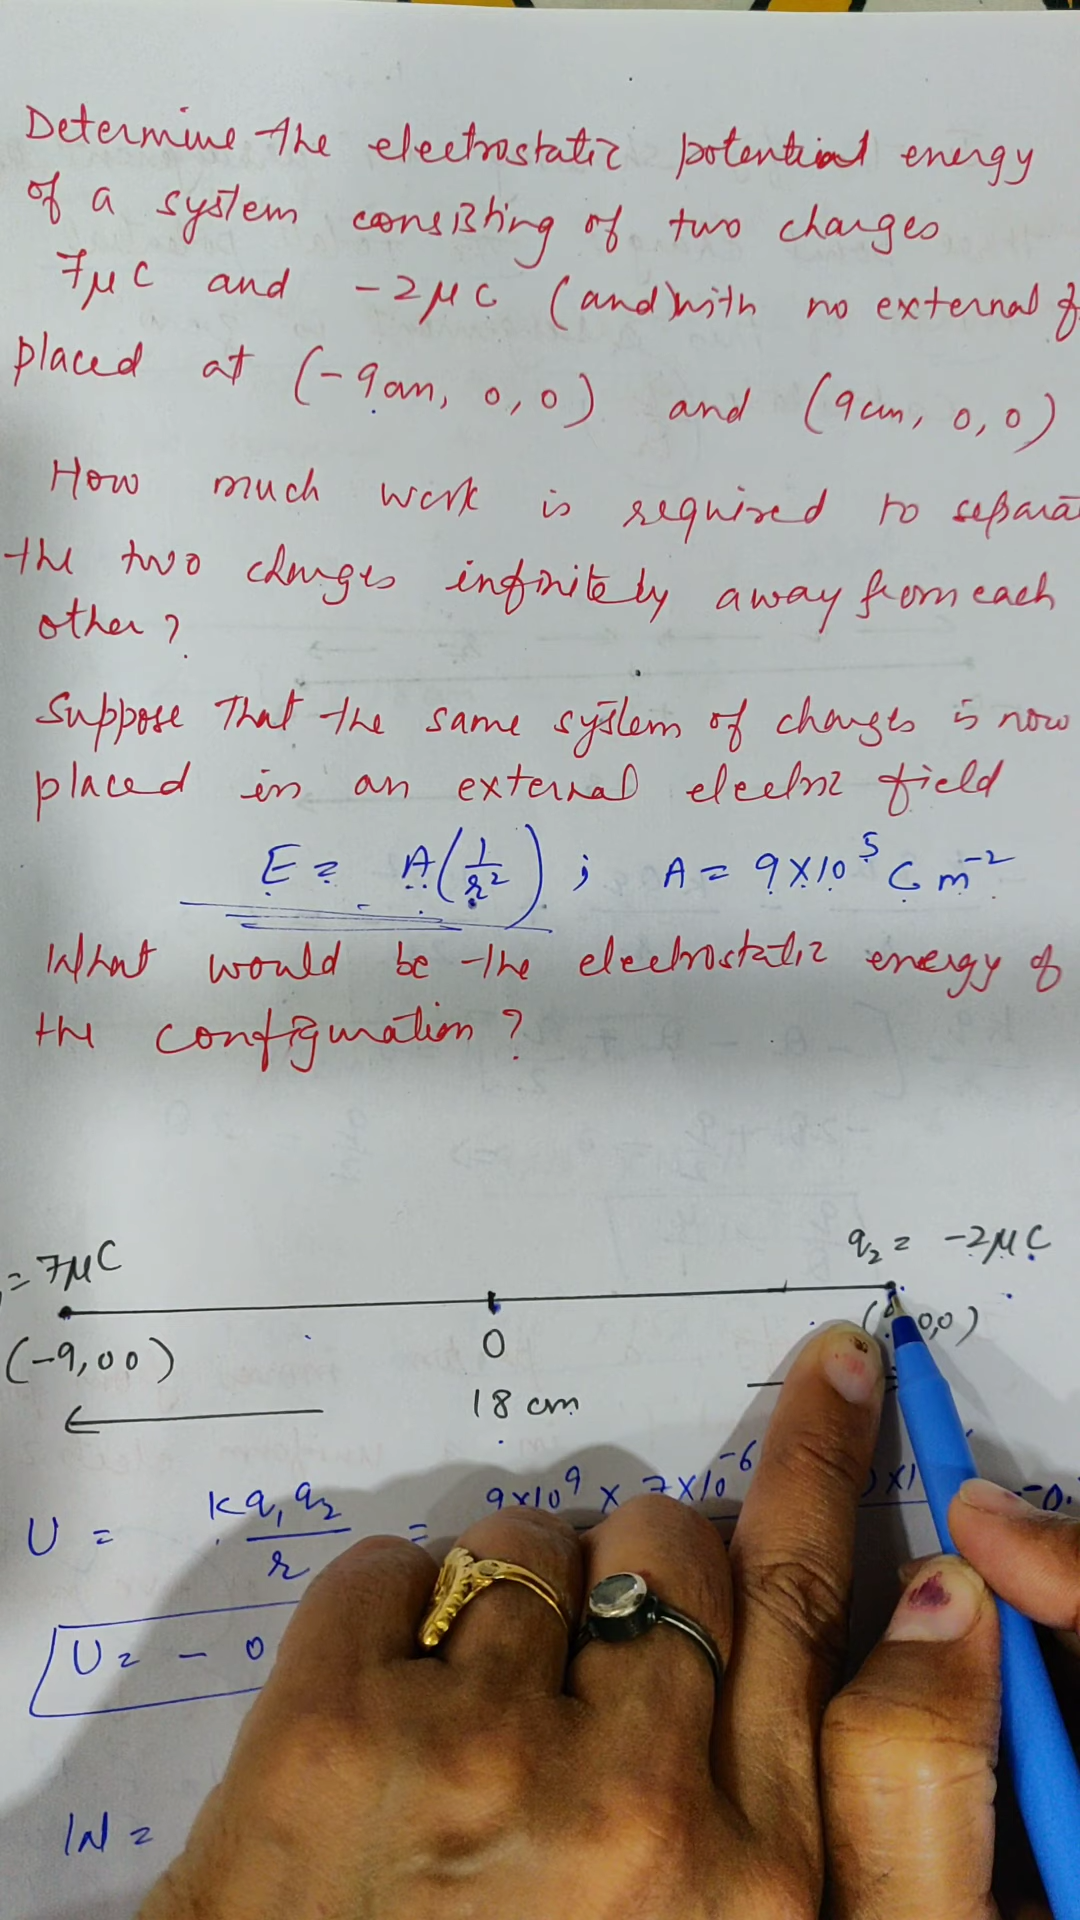 Determine the electrostatic potential energy
of a system consisting of two charges
7μC and -2μC (and) with no external f
placed at (-9cm, 0,0) and (9cm, 0,0)
How much work is required to separat
the two charges infinitely away from each
other?
Suppose that the same system of charges is now
placed in an external electric field
E = A(1/r²) ; A = 9×10⁵ C m⁻²
What would be the electrostatic energy of
the configuration?
= 7μC q₂ = -2μC
(-9,00) 0 0,0)
18 cm
U = kq₁q₂/r = 9×10⁹ × 7×10⁻⁶ ×1 -0.
U = - 0
W =